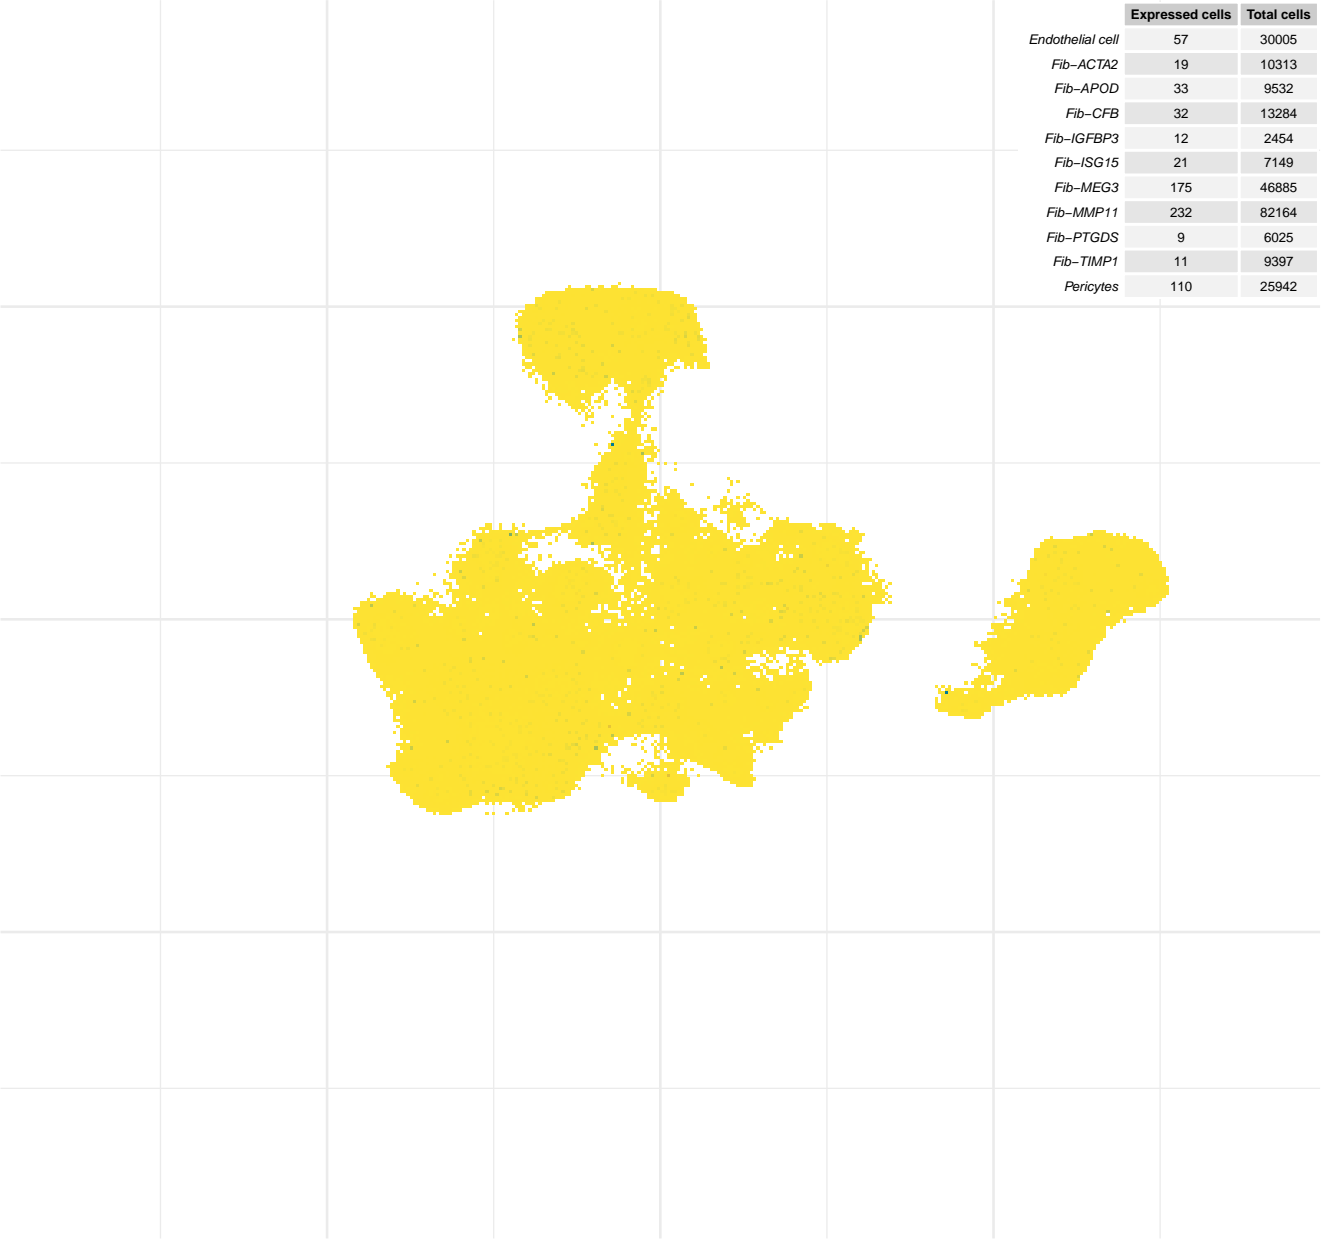 Expressed cells Total cells
Endothelial cell 57 30005
Fib−ACTA2 19 10313
Fib−APOD 33 9532
Fib−CFB 32 13284
Fib−IGFBP3 12 2454
Fib−ISG15 21 7149
Fib−MEG3 175 46885
Fib−MMP11 232 82164
Fib−PTGDS 9 6025
Fib−TIMP1 11 9397
Pericytes 110 25942